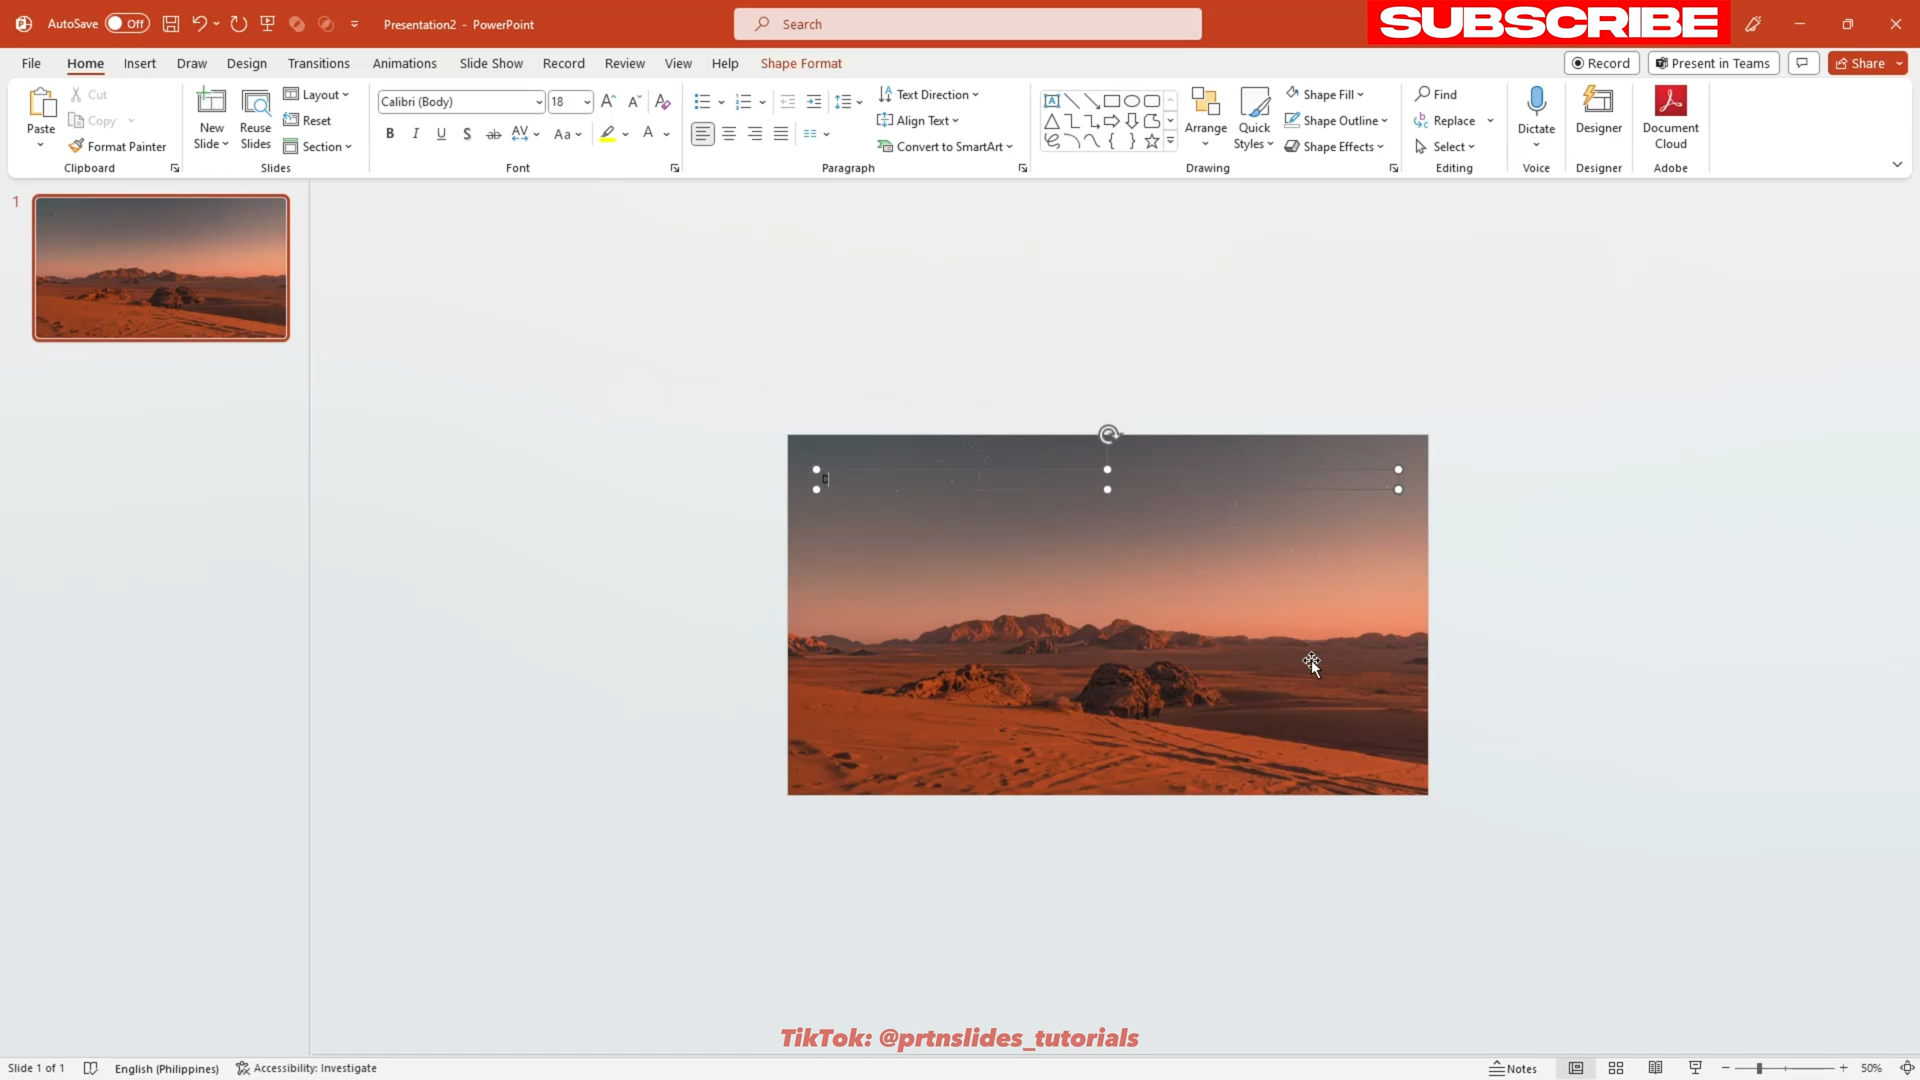 AutoSave Off Presentation2 - PowerPoint Search SUBSCRIBE
File Home Insert Draw Design Transitions Animations Slide Show Record Review View Help Shape Format Record Present in Teams Share
Paste Cut Copy Format Painter
Clipboard
New Slide Reuse Slides Layout Reset Section
Slides
Calibri (Body) 18
Font
Text Direction Align Text Convert to SmartArt
Paragraph
Arrange Quick Styles Shape Fill Shape Outline Shape Effects
Drawing
Find Replace Select
Editing
Dictate
Voice
Designer
Designer
Document Cloud
Adobe
1
TikTok: @prtnslides_tutorials
Slide 1 of 1 English (Philippines) Accessibility: Investigate Notes 50%